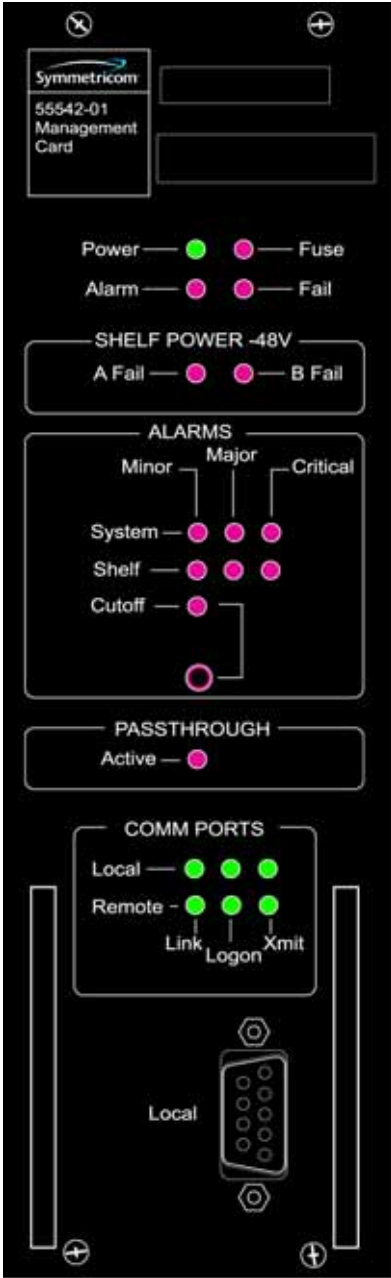 Symmetricom
55542-01
Management
Card
Power
Fuse
Alarm
Fail
SHELF POWER -48V
A Fail
B Fail
ALARMS
Minor
Major
Critical
System
Shelf
Cutoff
PASSTHROUGH
Active
COMM PORTS
Local
Remote
Link
Logon
Xmit
Local